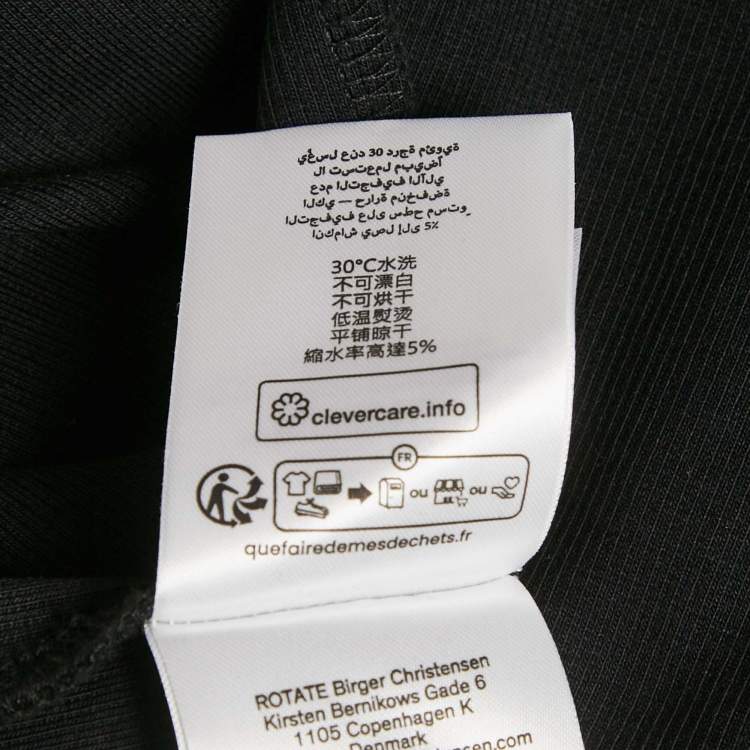 يُغسل عند 30 درجة مئوية
لا تستعمل مبيضاً
عدم التجفيف الآلي
الكي — حرارة منخفضة
التجفيف على سطح مستوٍ
انكماش يصل إلى 5%
30°C水洗
不可漂白
不可烘干
低温熨烫
平铺晾干
縮水率高達5%
clevercare.info
FR
ou ou
quefairedemesdechets.fr
ROTATE Birger Christensen
Kirsten Bernikows Gade 6
1105 Copenhagen K
Denmark